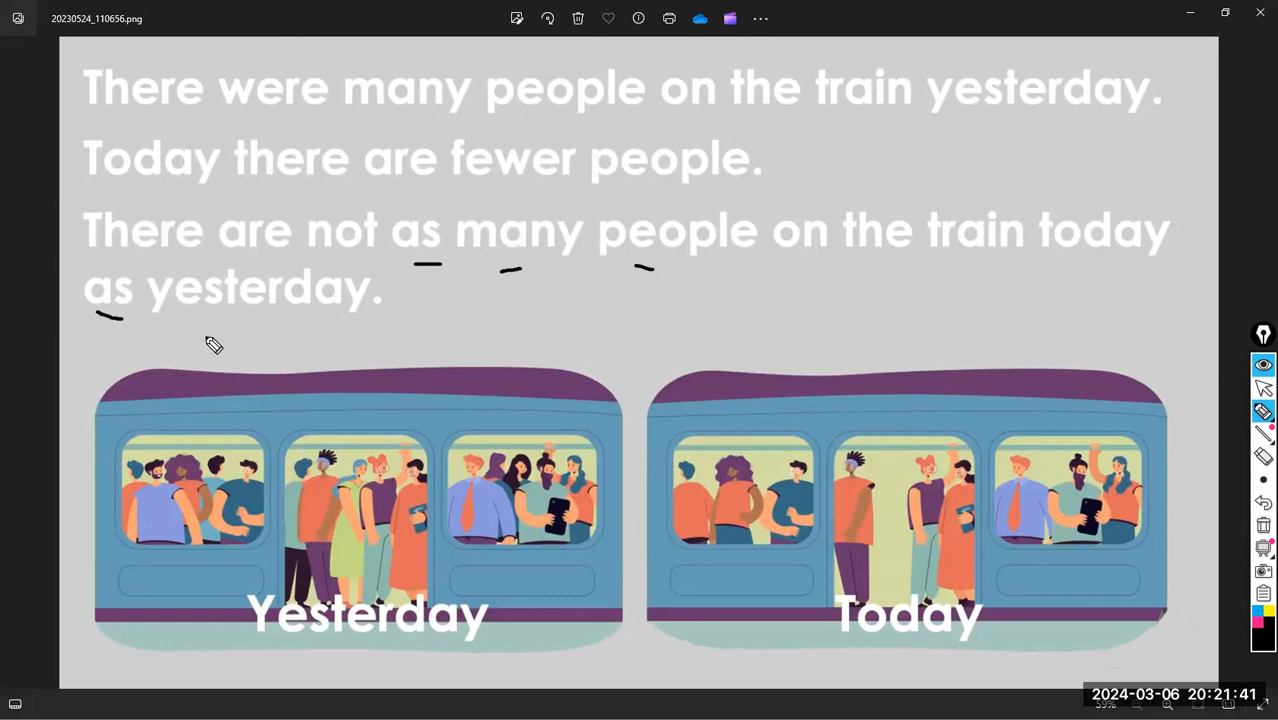 20230524_110656.png
There were many people on the train yesterday.
Today there are fewer people.
There are not as many people on the train today
as yesterday.
Yesterday
Today
2024-03-06 20:21:41
59%